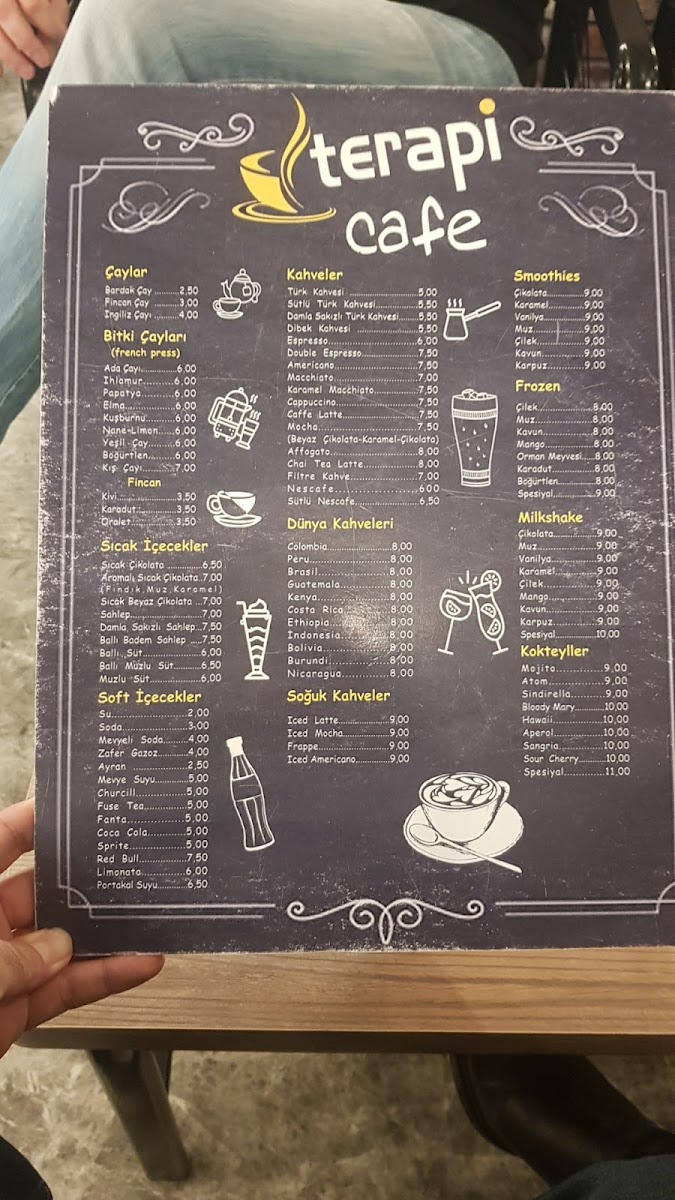 terapi
cafe
Çaylar
Bardak Çay ..........2,50
Fincan Çay ..........3,00
İngiliz Çayı ..........4,00
Bitki Çayları
(french press)
Ada Çayı............6,00
Ihlamur.........6,00
Papatya..........6,00
Elma...............6,00
Kuşburnu........6,00
Nane-Limon.....6,00
Yeşil Çay........6,00
Böğürtlen........6,00
Kış Çayı..........7,00
Fincan
Kivi..................3,50
Karadut...........3,50
Oralet..............3,50
Sıcak İçecekler
Sıcak Çikolata ............6,50
Aromalı Sıcak Çikolata..7,00
(Fındık,Muz,Karamel)
Sıcak Beyaz Çikolata ...7,00
Sahlep.....................7,00
Damla Sakızlı Sahlep..7,50
Ballı Badem Sahlep ....7,50
Ballı Süt..................6,00
Ballı Muzlu Süt.........6,50
Muzlu Süt................6,00
Soft İçecekler
Su......................2,00
Soda...................3,00
Meyveli Soda........4,00
Zafer Gazoz.........4,00
Ayran..................2,50
Meyve Suyu..........5,00
Churcill...............5,00
Fuse Tea..............5,00
Fanta...................5,00
Coca Cola............5,00
Sprite.................5,00
Red Bull...............7,50
Limonata..............6,00
Portakal Suyu........6,50
Kahveler
Türk Kahvesi ........................5,00
Sütlü Türk Kahvesi.................5,50
Damla Sakızlı Türk Kahvesi......5,50
Dibek Kahvesi .......................5,50
Espresso..............................6,00
Double Espresso...................7,50
Americano............................7,50
Macchiato............................7,00
Karamel Macchiato...............7,50
Cappuccino..........................7,50
Caffe Latte..........................7,50
Mocha.................................7,50
(Beyaz Çikolata-Karamel-Çikolata)
Affogato..............................8,00
Chai Tea Latte.....................8,00
Filtre Kahve.........................7,00
Nescafe..........................6,00
Sütlü Nescafe......................6,50
Dünya Kahveleri
Colombia.........................8,00
Peru...............................8,00
Brasil.............................8,00
Guatemala.....................8,00
Kenya............................8,00
Costa Rica....................8,00
Ethiopia........................8,00
İndonesia......................8,00
Bolivia..........................8,00
Burundi.........................8,00
Nicaragua.....................8,00
Soğuk Kahveler
Iced Latte..................9,00
Iced Mocha.................9,00
Frappe.......................9,00
Iced Americano............9,00
Smoothies
Çikolata............9,00
Karamel............9,00
Vanilya.............9,00
Muz..................9,00
Çilek................9,00
Kavun...............9,00
Karpuz..............9,00
Frozen
Çilek...................8,00
Muz.....................8,00
Kavun..................8,00
Mango.................8,00
Orman Meyvesi.....8,00
Karadut...............8,00
Böğürtlen.............8,00
Spesiyal..............9,00
Milkshake
Çikolata...............9,00
Muz.....................9,00
Vanilya................9,00
Karamel...............9,00
Çilek...................9,00
Mango.................9,00
Kavun..................9,00
Karpuz.................9,00
Spesiyal..............10,00
Kokteyller
Mojito..............9,00
Atom...............9,00
Sindirella..........9,00
Bloody Mary........10,00
Hawaii..............10,00
Aperol..............10,00
Sangria............10,00
Sour Cherry........10,00
Spesiyal............11,00